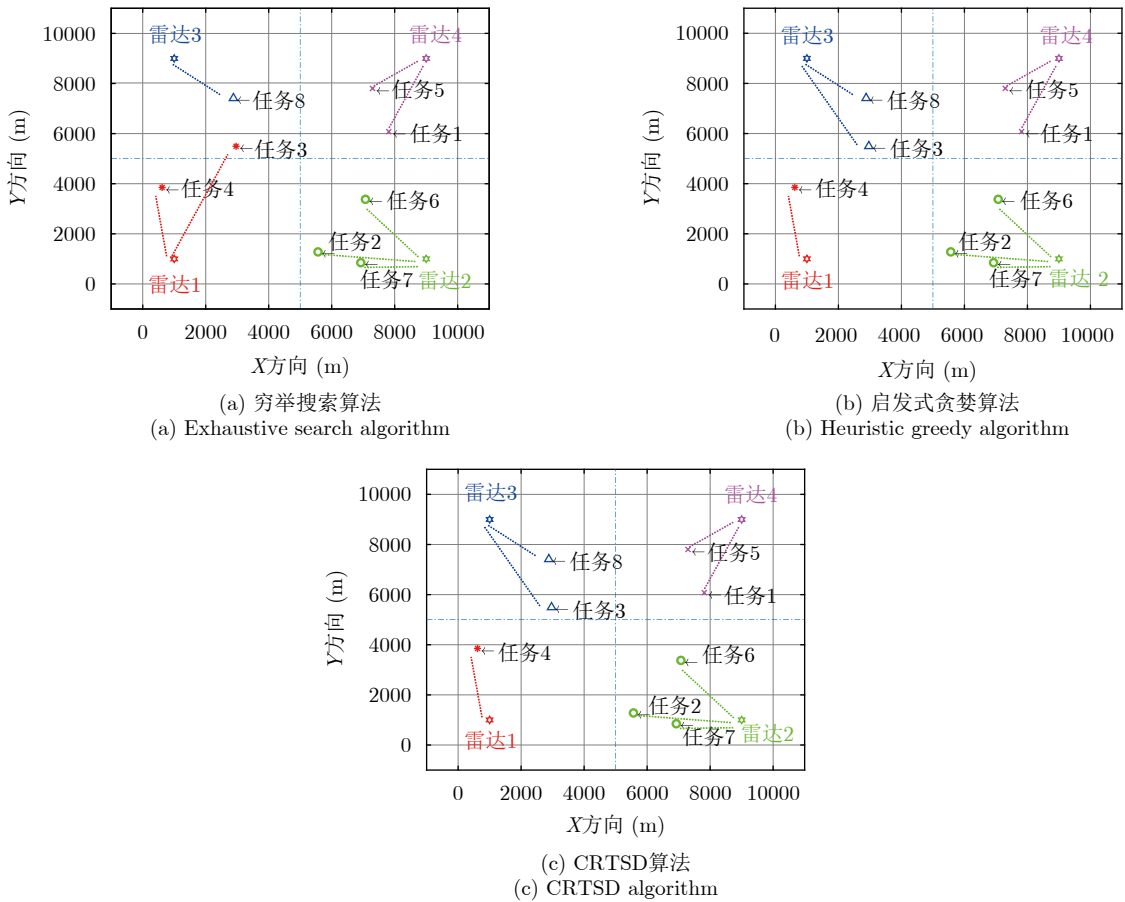 10000
8000
6000
4000
2000
0
Y方向 (m)
雷达3
雷达4
←任务5
←任务8
←任务1
←任务3
←任务4
←任务6
任务2
任务7
雷达1
雷达2
0 2000 4000 6000 8000 10000
X方向 (m)
(a) 穷举搜索算法
(a) Exhaustive search algorithm
10000
8000
6000
4000
2000
0
Y方向 (m)
雷达3
雷达4
←任务5
←任务8
←任务1
←任务3
←任务4
←任务6
任务2
任务7
雷达1
雷达 2
0 2000 4000 6000 8000 10000
X方向 (m)
(b) 启发式贪婪算法
(b) Heuristic greedy algorithm
10000
8000
6000
4000
2000
0
Y方向 (m)
雷达3
雷达4
←任务5
←任务8
←任务1
←任务3
←任务4
←任务6
任务2
任务7
雷达1
雷达2
0 2000 4000 6000 8000 10000
X方向 (m)
(c) CRTSD算法
(c) CRTSD algorithm